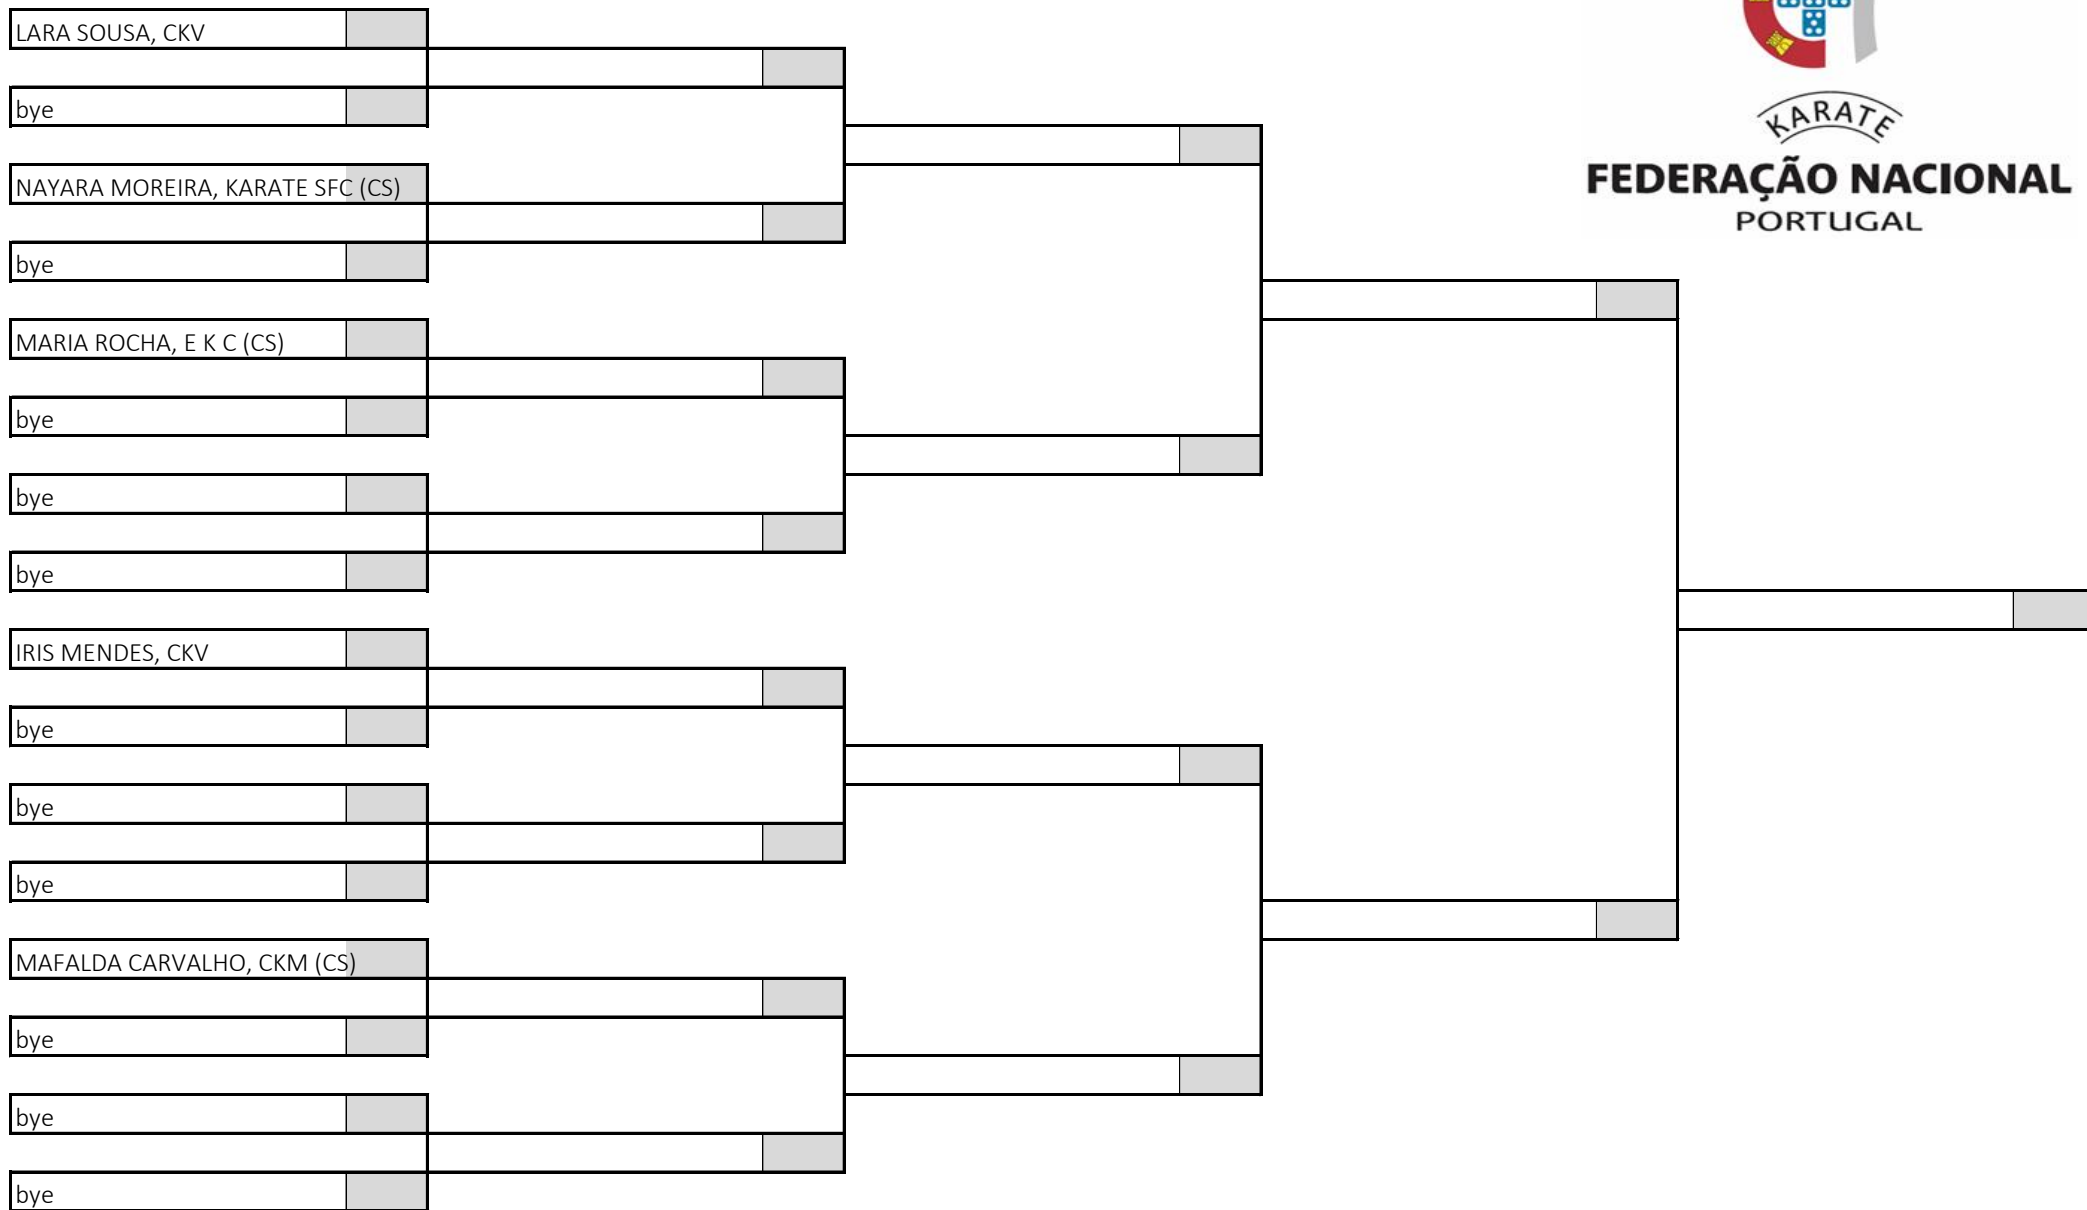 LARA SOUSA, CKV
bye
NAYARA MOREIRA, KARATE SFC (CS)
bye
MARIA ROCHA, E K C (CS)
bye
bye
bye
IRIS MENDES, CKV
bye
bye
bye
MAFALDA CARVALHO, CKM (CS)
bye
bye
bye
KARATE
FEDERAÇÃO NACIONAL
PORTUGAL